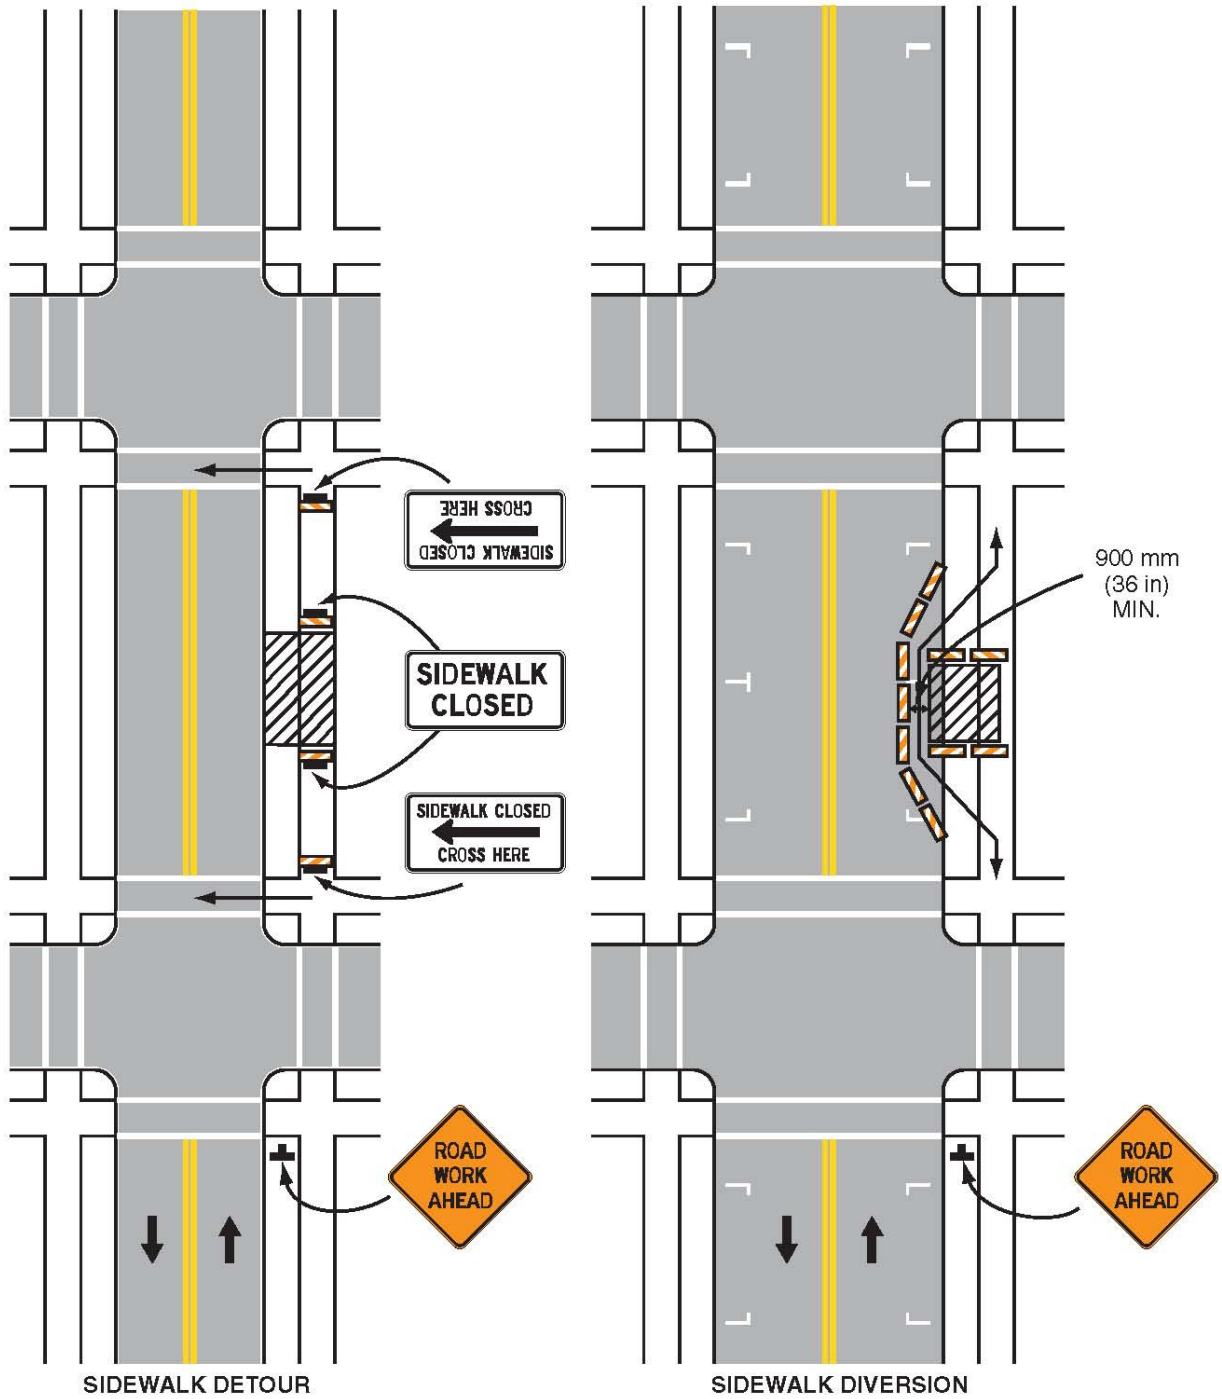 CROSS HERE
SIDEWALK CLOSED
SIDEWALK
CLOSED
SIDEWALK CLOSED
CROSS HERE
ROAD
WORK
AHEAD
SIDEWALK DETOUR
900 mm
(36 in)
MIN.
ROAD
WORK
AHEAD
SIDEWALK DIVERSION